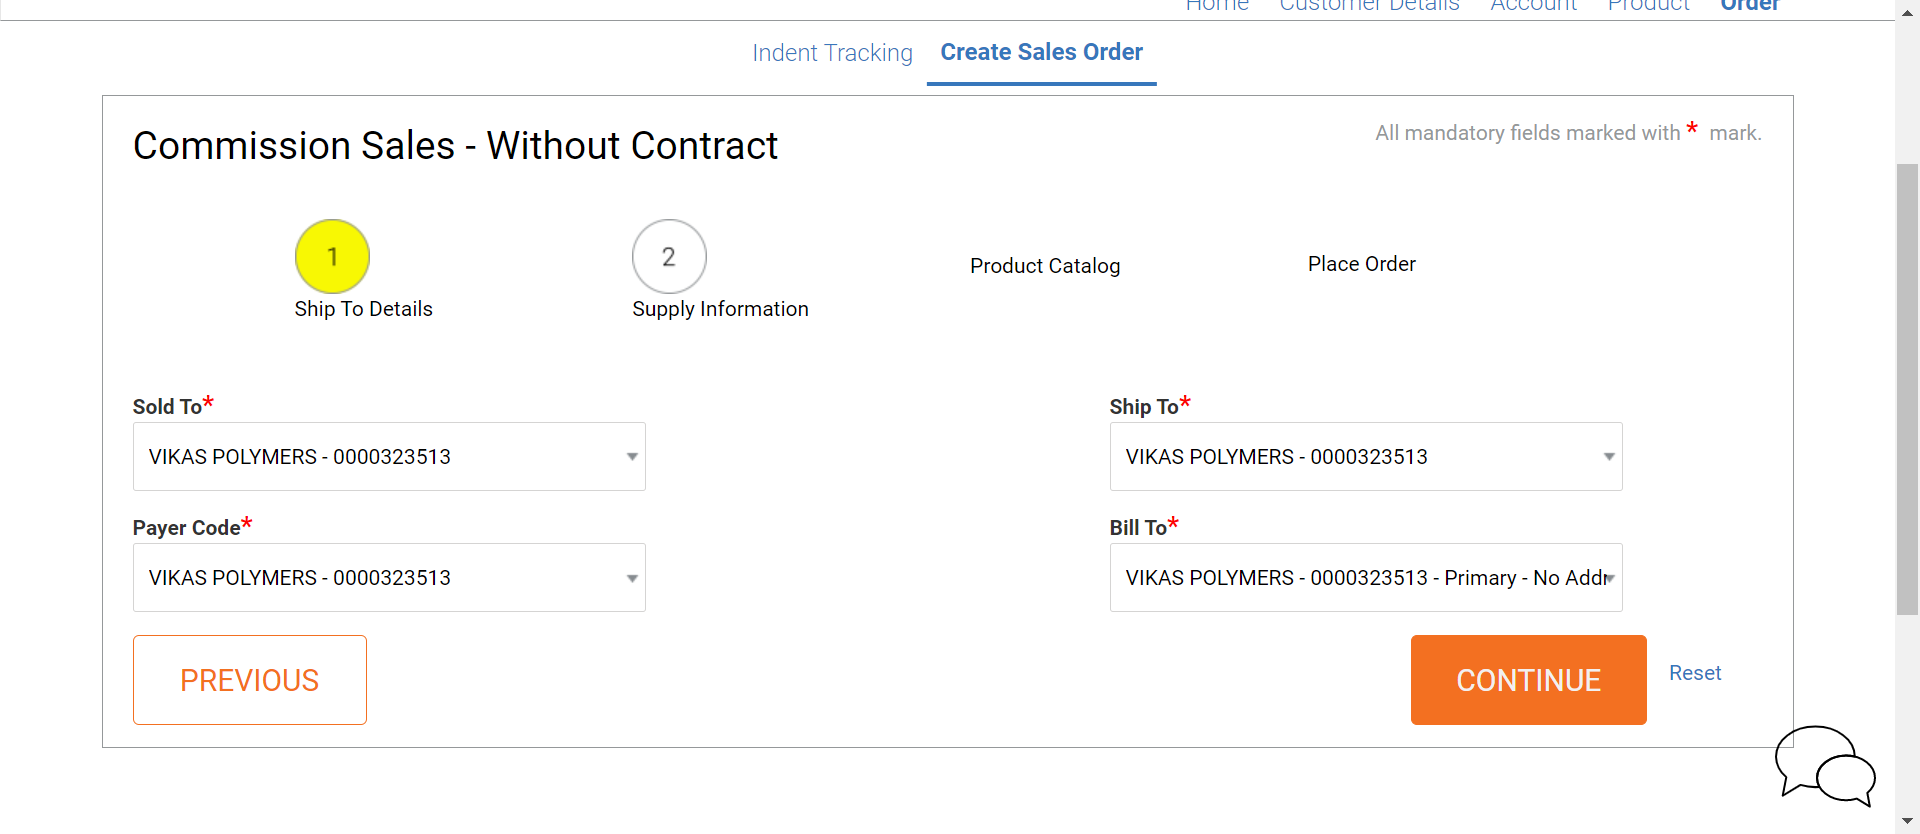 Home Customer Details Account Product Order
Indent Tracking Create Sales Order
Commission Sales - Without Contract
All mandatory fields marked with * mark.
1
Ship To Details
2
Supply Information
Product Catalog
Place Order
Sold To*
VIKAS POLYMERS - 0000323513
Ship To*
VIKAS POLYMERS - 0000323513
Payer Code*
VIKAS POLYMERS - 0000323513
Bill To*
VIKAS POLYMERS - 0000323513 - Primary - No Addr
PREVIOUS
CONTINUE
Reset